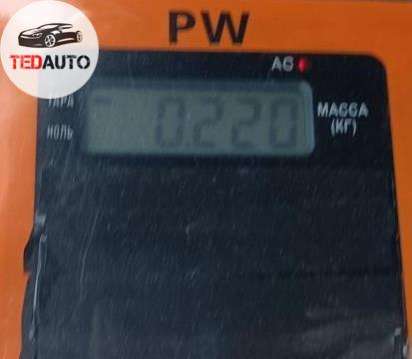 PW
TEDAUTO
AC
ТАРА
0.220
МАССА
(КГ)
НОЛЬ